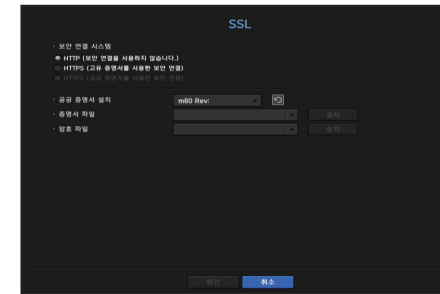 SSL
· 보안 연결 시스템
HTTP (보안 연결을 사용하지 않습니다.)
HTTPS (고유 증명서를 사용한 보안 연결)
HTTPS (공공 증명서를 사용한 보안 연결)
· 공공 증명서 설치 m80 Rev:
· 증명서 파일 설치
· 암호 파일 설치
확인 취소